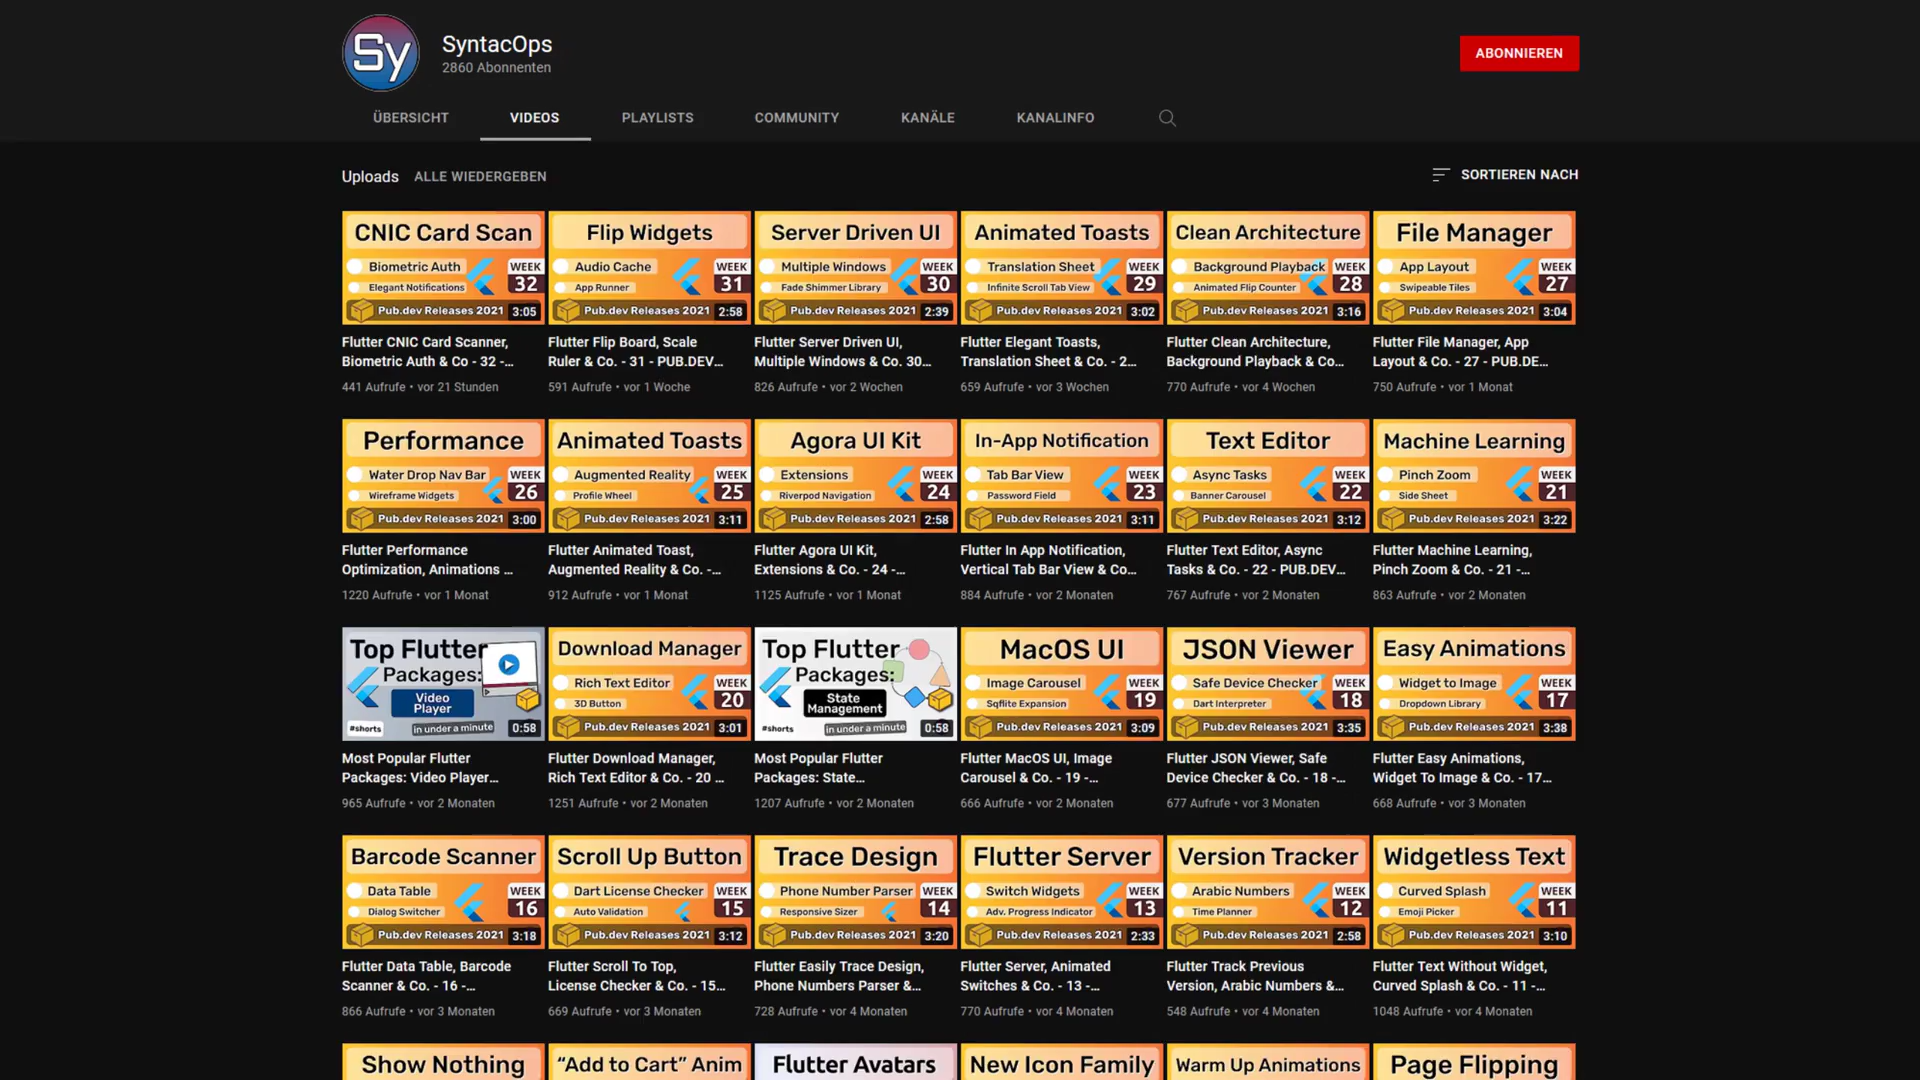 Sy
SyntacOps
2860 Abonnenten
ABONNIEREN
ÜBERSICHT
VIDEOS
PLAYLISTS
COMMUNITY
KANÄLE
KANALINFO
Uploads
ALLE WIEDERGEBEN
SORTIEREN NACH
CNIC Card Scan
Biometric Auth
Elegant Notifications
WEEK
32
Pub.dev Releases 2021
3:05
Flutter CNIC Card Scanner,
Biometric Auth & Co - 32 -...
441 Aufrufe • vor 21 Stunden
Flip Widgets
Audio Cache
App Runner
WEEK
31
Pub.dev Releases 2021
2:58
Flutter Flip Board, Scale
Ruler & Co. - 31 - PUB.DEV...
591 Aufrufe • vor 1 Woche
Server Driven UI
Multiple Windows
Fade Shimmer Library
WEEK
30
Pub.dev Releases 2021
2:39
Flutter Server Driven UI,
Multiple Windows & Co. 30...
826 Aufrufe • vor 2 Wochen
Animated Toasts
Translation Sheet
Infinite Scroll Tab View
WEEK
29
Pub.dev Releases 2021
3:02
Flutter Elegant Toasts,
Translation Sheet & Co. - 2...
659 Aufrufe • vor 3 Wochen
Clean Architecture
Background Playback
Animated Flip Counter
WEEK
28
Pub.dev Releases 2021
3:16
Flutter Clean Architecture,
Background Playback & Co...
770 Aufrufe • vor 4 Wochen
File Manager
App Layout
Swipeable Tiles
WEEK
27
Pub.dev Releases 2021
3:04
Flutter File Manager, App
Layout & Co. - 27 - PUB.DE...
750 Aufrufe • vor 1 Monat
Performance
Water Drop Nav Bar
Wireframe Widgets
WEEK
26
Pub.dev Releases 2021
3:00
Flutter Performance
Optimization, Animations ...
1220 Aufrufe • vor 1 Monat
Animated Toasts
Augmented Reality
Profile Wheel
WEEK
25
Pub.dev Releases 2021
3:11
Flutter Animated Toast,
Augmented Reality & Co. -...
912 Aufrufe • vor 1 Monat
Agora UI Kit
Extensions
Riverpod Navigation
WEEK
24
Pub.dev Releases 2021
2:58
Flutter Agora UI Kit,
Extensions & Co. - 24 -...
1125 Aufrufe • vor 1 Monat
In-App Notification
Tab Bar View
Password Field
WEEK
23
Pub.dev Releases 2021
3:11
Flutter In App Notification,
Vertical Tab Bar View & Co...
884 Aufrufe • vor 2 Monaten
Text Editor
Async Tasks
Banner Carousel
WEEK
22
Pub.dev Releases 2021
3:12
Flutter Text Editor, Async
Tasks & Co. - 22 - PUB.DEV...
767 Aufrufe • vor 2 Monaten
Machine Learning
Pinch Zoom
Side Sheet
WEEK
21
Pub.dev Releases 2021
3:22
Flutter Machine Learning,
Pinch Zoom & Co. - 21 -...
863 Aufrufe • vor 2 Monaten
Top Flutter
Packages:
Video
Player
#shorts
in under a minute
0:58
Most Popular Flutter
Packages: Video Player...
965 Aufrufe • vor 2 Monaten
Download Manager
Rich Text Editor
3D Button
WEEK
20
Pub.dev Releases 2021
3:01
Flutter Download Manager,
Rich Text Editor & Co. - 20 ...
1251 Aufrufe • vor 2 Monaten
Top Flutter
Packages:
State
Management
#shorts
in under a minute
0:58
Most Popular Flutter
Packages: State...
1207 Aufrufe • vor 2 Monaten
MacOS UI
Image Carousel
Sqflite Expansion
WEEK
19
Pub.dev Releases 2021
3:09
Flutter MacOS UI, Image
Carousel & Co. - 19 -...
666 Aufrufe • vor 2 Monaten
JSON Viewer
Safe Device Checker
Dart Interpreter
WEEK
18
Pub.dev Releases 2021
3:35
Flutter JSON Viewer, Safe
Device Checker & Co. - 18 -...
677 Aufrufe • vor 3 Monaten
Easy Animations
Widget to Image
Dropdown Library
WEEK
17
Pub.dev Releases 2021
3:38
Flutter Easy Animations,
Widget To Image & Co. - 17...
668 Aufrufe • vor 3 Monaten
Barcode Scanner
Data Table
Dialog Switcher
WEEK
16
Pub.dev Releases 2021
3:18
Flutter Data Table, Barcode
Scanner & Co. - 16 -...
866 Aufrufe • vor 3 Monaten
Scroll Up Button
Dart License Checker
Auto Validation
WEEK
15
Pub.dev Releases 2021
3:12
Flutter Scroll To Top,
License Checker & Co. - 15...
669 Aufrufe • vor 3 Monaten
Trace Design
Phone Number Parser
Responsive Sizer
WEEK
14
Pub.dev Releases 2021
3:20
Flutter Easily Trace Design,
Phone Numbers Parser &...
728 Aufrufe • vor 4 Monaten
Flutter Server
Switch Widgets
Adv. Progress Indicator
WEEK
13
Pub.dev Releases 2021
2:33
Flutter Server, Animated
Switches & Co. - 13 -...
770 Aufrufe • vor 4 Monaten
Version Tracker
Arabic Numbers
Time Planner
WEEK
12
Pub.dev Releases 2021
2:58
Flutter Track Previous
Version, Arabic Numbers &...
548 Aufrufe • vor 4 Monaten
Widgetless Text
Curved Splash
Emoji Picker
WEEK
11
Pub.dev Releases 2021
3:10
Flutter Text Without Widget,
Curved Splash & Co. - 11 -...
1048 Aufrufe • vor 4 Monaten
Show Nothing
“Add to Cart” Anim
Flutter Avatars
New Icon Family
Warm Up Animations
Page Flipping